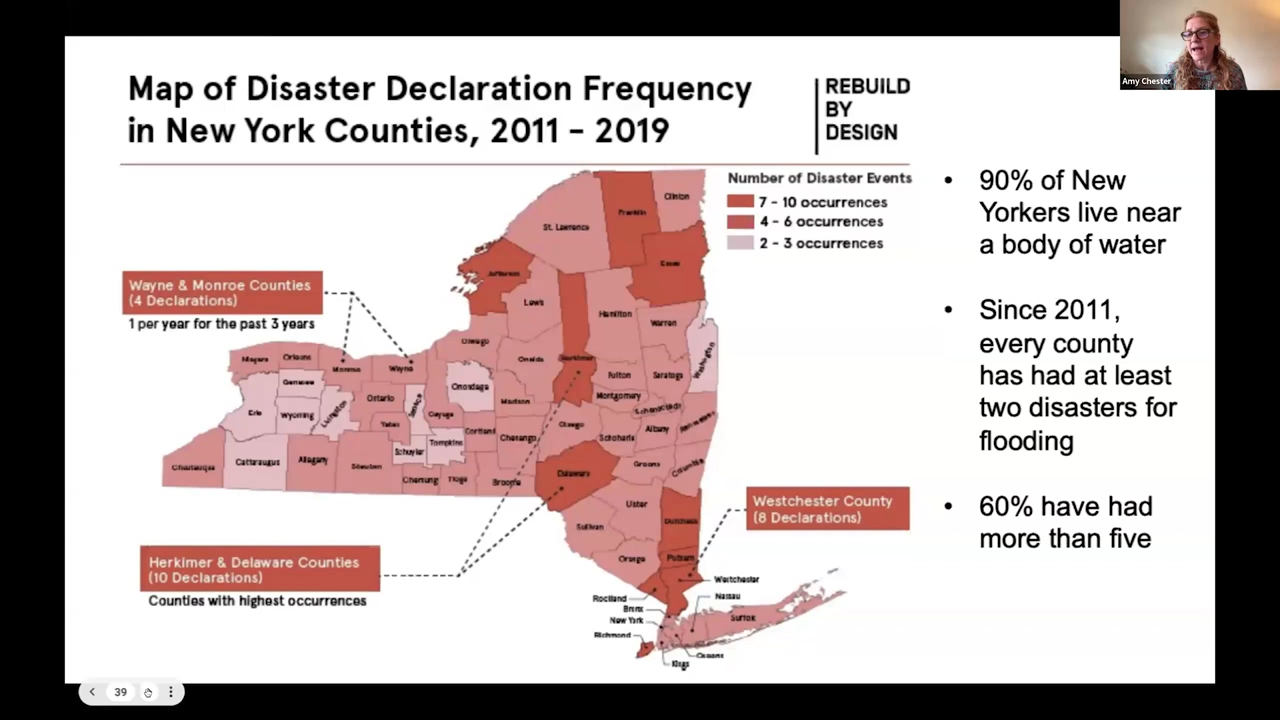 Amy Chester
Map of Disaster Declaration Frequency
in New York Counties, 2011 - 2019
REBUILD
BY
DESIGN
Number of Disaster Events
7 - 10 occurrences
4 - 6 occurrences
2 - 3 occurrences
• 90% of New
Yorkers live near
a body of water
• Since 2011,
every county
has had at least
two disasters for
flooding
• 60% have had
more than five
Wayne & Monroe Counties
(4 Declarations)
1 per year for the past 3 years
Clinton
Franklin
St. Lawrence
Essex
Jefferson
Lewis
Hamilton
Warren
Washington
Oswego
Oneida
Herkimer
Fulton
Saratoga
Niagara
Orleans
Monroe
Wayne
Genesee
Onondaga
Erie
Wyoming
Livingston
Ontario
Seneca
Cayuga
Madison
Montgomery
Schenectady
Yates
Cortland
Chenango
Otsego
Schoharie
Albany
Rensselaer
Schuyler
Tompkins
Chautauqua
Cattaraugus
Allegany
Steuben
Chemung
Tioga
Broome
Delaware
Greene
Columbia
Ulster
Sullivan
Dutchess
Orange
Putnam
Westchester County
(8 Declarations)
Herkimer & Delaware Counties
(10 Declarations)
Counties with highest occurrences
Westchester
Rockland
Nassau
Bronx
New York
Suffolk
Richmond
Queens
Kings
39